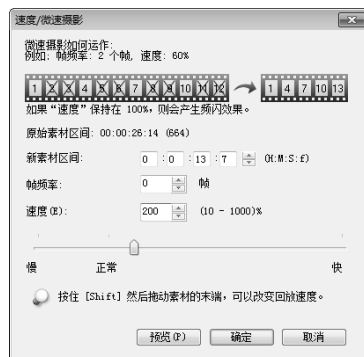 速度/微速摄影
微速摄影如何运作:
例如: 帧频率: 2 个帧, 速度: 60%
1 2 3 4 5 6 7 8 9 10 11 12 1 4 7 10 13
如果“速度”保持在 100%, 则会产生频闪效果。
原始素材区间: 00:00:26:14 (664)
新素材区间: 0 : 0 : 13 : 7 (H:M:S:f)
帧频率: 0 帧
速度(E): 200 (10 - 1000)%
慢 正常 快
按住 [Shift] 然后拖动素材的末端, 可以改变回放速度。
预览(P) 确定 取消